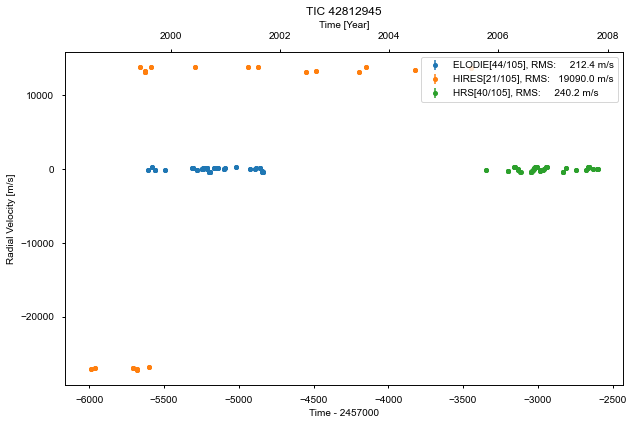 TIC 42812945
Time [Year]
2000 2002 2004 2006 2008
ELODIE[44/105], RMS: 212.4 m/s
HIRES[21/105], RMS: 19090.0 m/s
HRS[40/105], RMS: 240.2 m/s
10000
0
−10000
−20000
Radial Velocity [m/s]
−6000 −5500 −5000 −4500 −4000 −3500 −3000 −2500
Time - 2457000